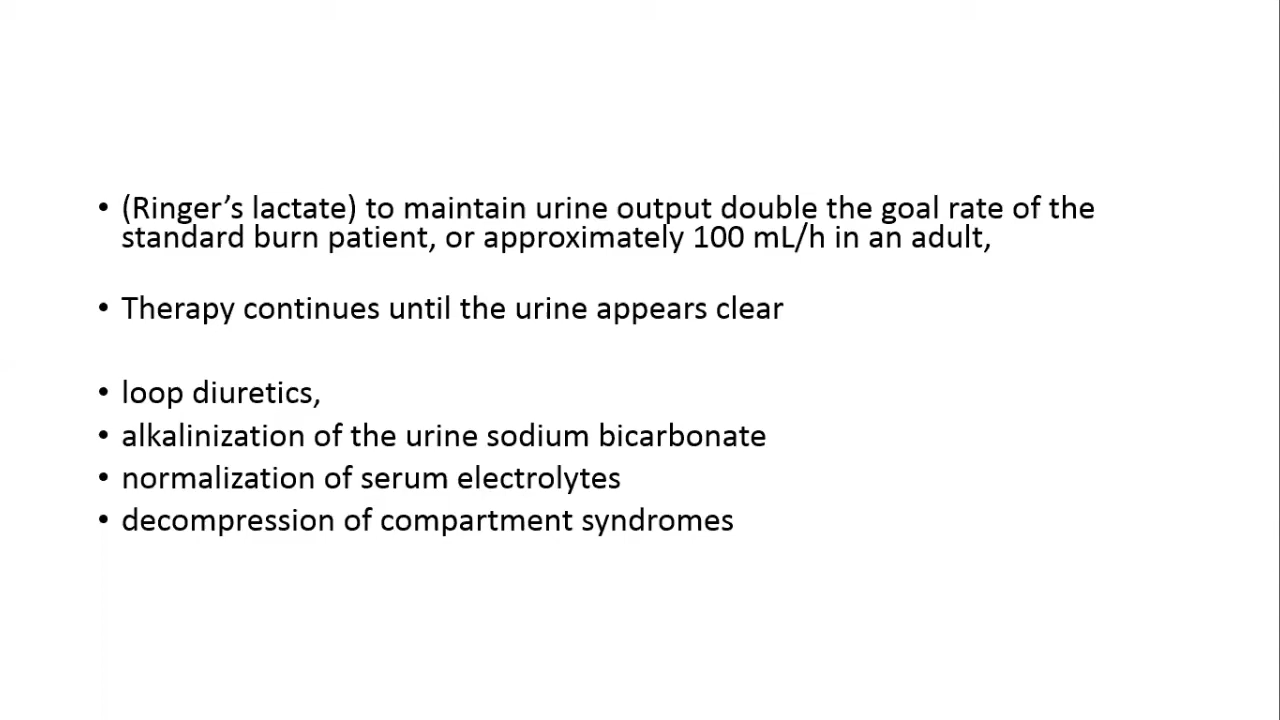 • (Ringer’s lactate) to maintain urine output double the goal rate of the
standard burn patient, or approximately 100 mL/h in an adult,
• Therapy continues until the urine appears clear
• loop diuretics,
• alkalinization of the urine sodium bicarbonate
• normalization of serum electrolytes
• decompression of compartment syndromes